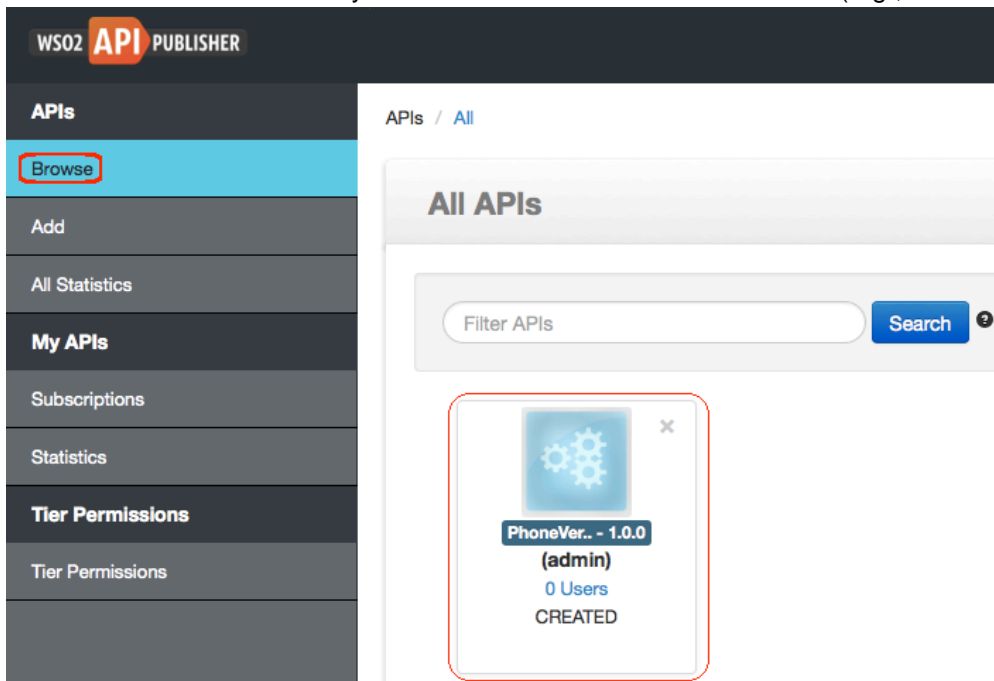 WSO2 API PUBLISHER
APIs
Browse
Add
All Statistics
My APIs
Subscriptions
Statistics
Tier Permissions
Tier Permissions
APIs / All
All APIs
Filter APIs
Search
PhoneVer.. - 1.0.0
(admin)
0 Users
CREATED